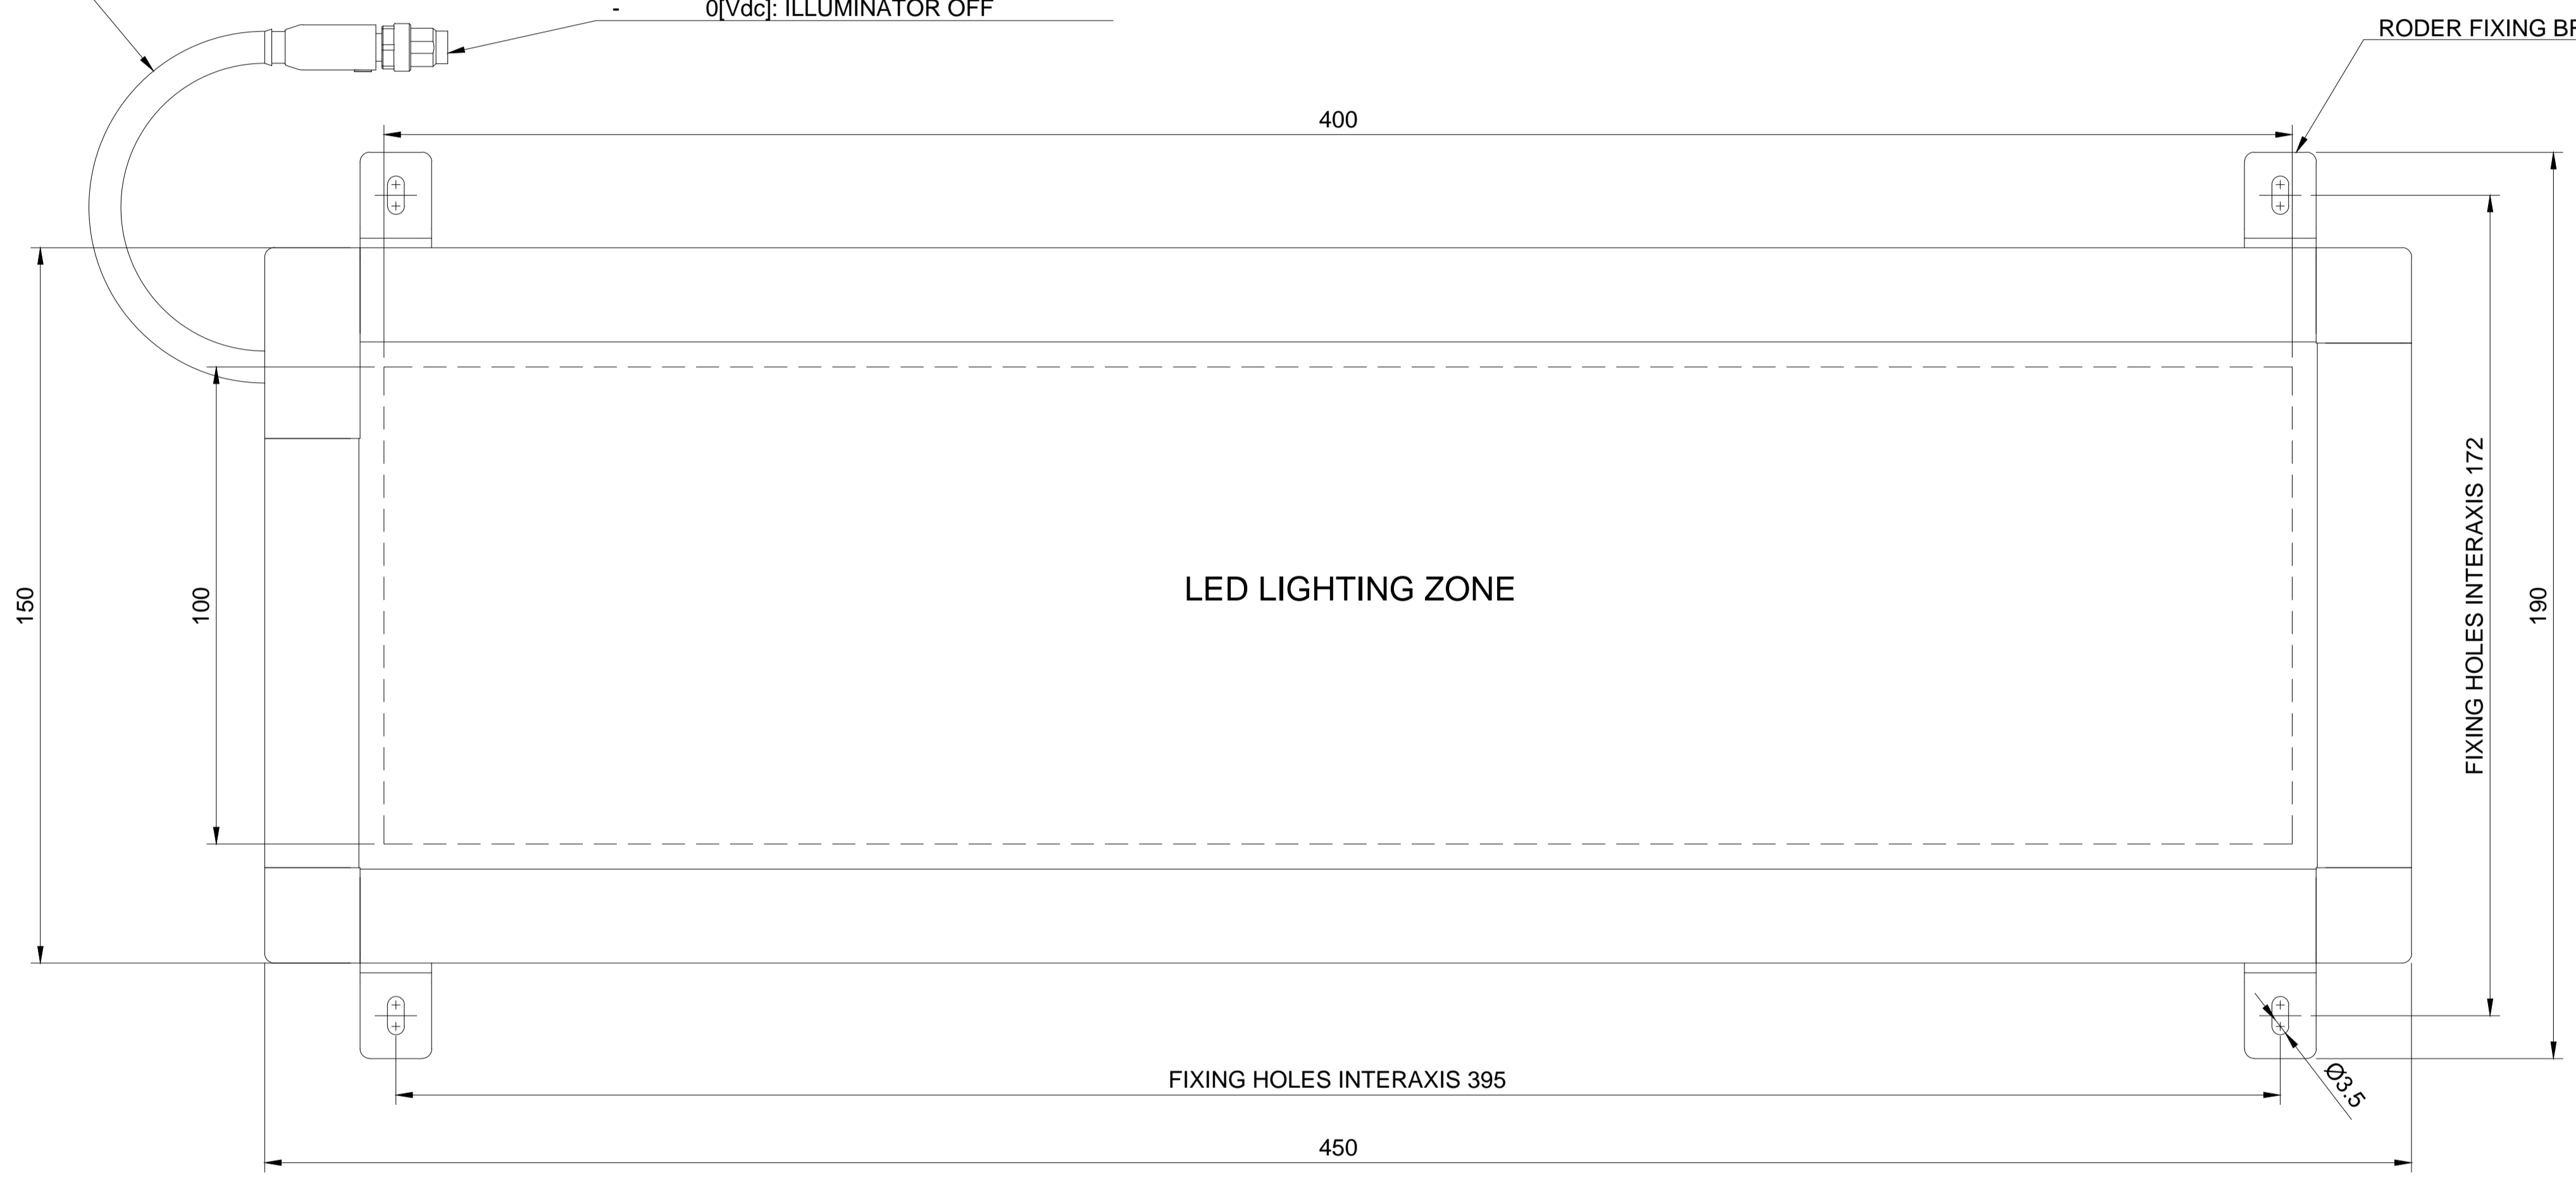 - 0[Vdc]: ILLUMINATOR OFF
RODER FIXING
400
150
100
LED LIGHTING ZONE
FIXING HOLES INTERAXIS 172
190
FIXING HOLES INTERAXIS 395
Ø3.5
450